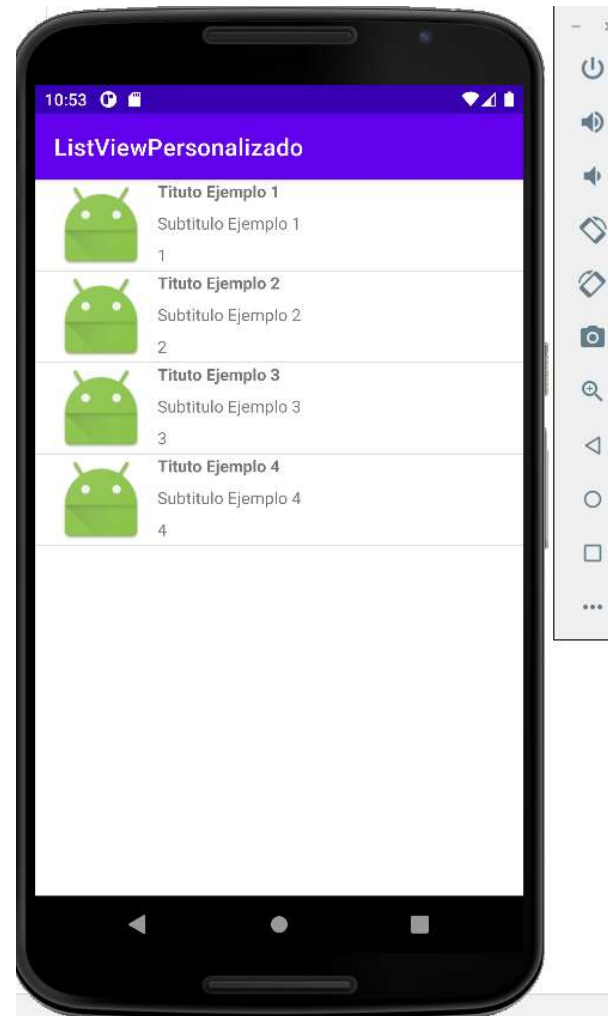 10:53
ListViewPersonalizado
Tituto Ejemplo 1
Subtitulo Ejemplo 1
1
Tituto Ejemplo 2
Subtitulo Ejemplo 2
2
Tituto Ejemplo 3
Subtitulo Ejemplo 3
3
Tituto Ejemplo 4
Subtitulo Ejemplo 4
4